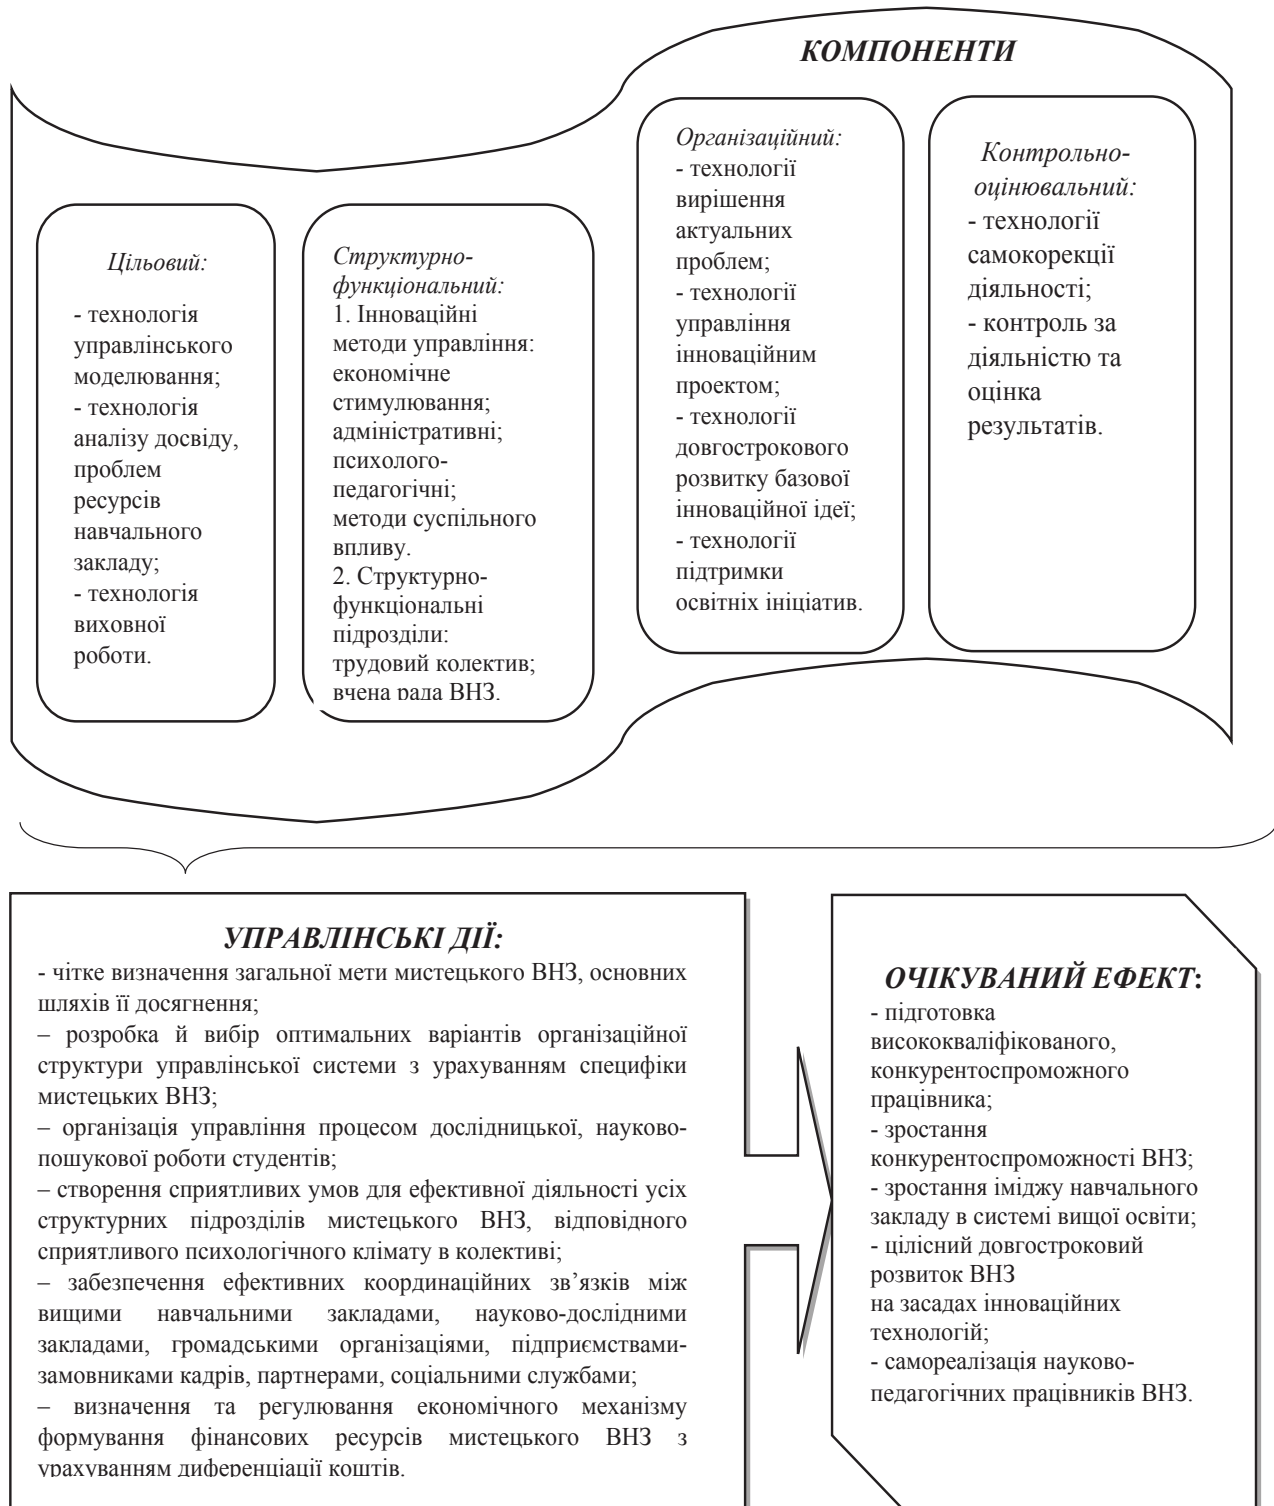 КОМПОНЕНТИ
Цільовий:
- технологія
управлінського
моделювання;
- технологія
аналізу досвіду,
проблем
ресурсів
навчального
закладу;
- технологія
виховної
роботи.
Структурно-
функціональний:
1. Інноваційні
методи управління:
економічне
стимулювання;
адміністративні;
психолого-
педагогічні;
методи суспільного
впливу.
2. Структурно-
функціональні
підрозділи:
трудовий колектив;
вчена рада ВНЗ.
Організаційний:
- технології
вирішення
актуальних
проблем;
- технології
управління
інноваційним
проектом;
- технології
довгострокового
розвитку базової
інноваційної ідеї;
- технології
підтримки
освітніх ініціатив.
Контрольно-
оцінювальний:
- технології
самокорекції
діяльності;
- контроль за
діяльністю та
оцінка
результатів.
УПРАВЛІНСЬКІ ДІЇ:
- чітке визначення загальної мети мистецького ВНЗ, основних
шляхів її досягнення;
– розробка й вибір оптимальних варіантів організаційної
структури управлінської системи з урахуванням специфіки
мистецьких ВНЗ;
– організація управління процесом дослідницької, науково-
пошукової роботи студентів;
– створення сприятливих умов для ефективної діяльності усіх
структурних підрозділів мистецького ВНЗ, відповідного
сприятливого психологічного клімату в колективі;
– забезпечення ефективних координаційних зв’язків між
вищими навчальними закладами, науково-дослідними
закладами, громадськими організаціями, підприємствами-
замовниками кадрів, партнерами, соціальними службами;
– визначення та регулювання економічного механізму
формування фінансових ресурсів мистецького ВНЗ з
урахуванням диференціації коштів.
ОЧІКУВАНИЙ ЕФЕКТ:
- підготовка
висококваліфікованого,
конкурентоспроможного
працівника;
- зростання
конкурентоспроможності ВНЗ;
- зростання іміджу навчального
закладу в системі вищої освіти;
- цілісний довгостроковий
розвиток ВНЗ
на засадах інноваційних
технологій;
- самореалізація науково-
педагогічних працівників ВНЗ.